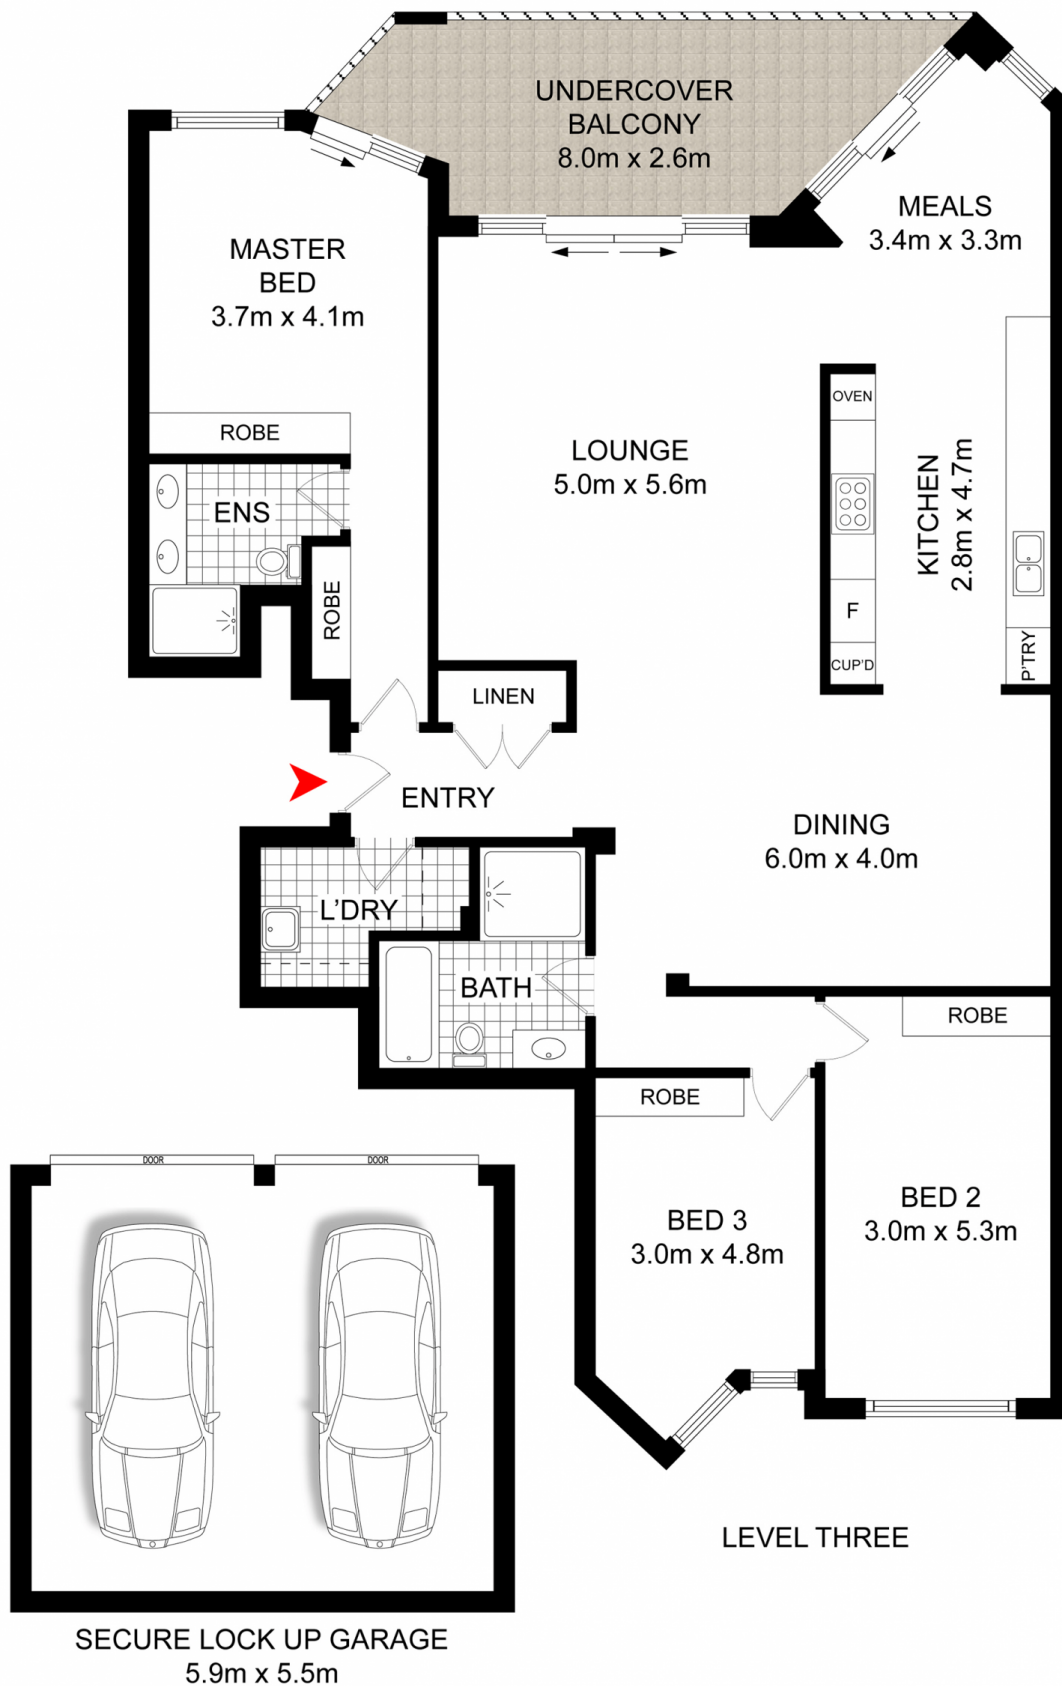 UNDERCOVER
BALCONY
8.0m x 2.6m
MEALS
3.4m x 3.3m
MASTER
BED
3.7m x 4.1m
ROBE
ENS
ROBE
LOUNGE
5.0m x 5.6m
OVEN
KITCHEN
2.8m x 4.7m
F
CUP'D
P'TRY
LINEN
ENTRY
DINING
6.0m x 4.0m
L'DRY
BATH
ROBE
ROBE
BED 2
3.0m x 5.3m
BED 3
3.0m x 4.8m
DOOR
DOOR
LEVEL THREE
SECURE LOCK UP GARAGE
5.9m x 5.5m